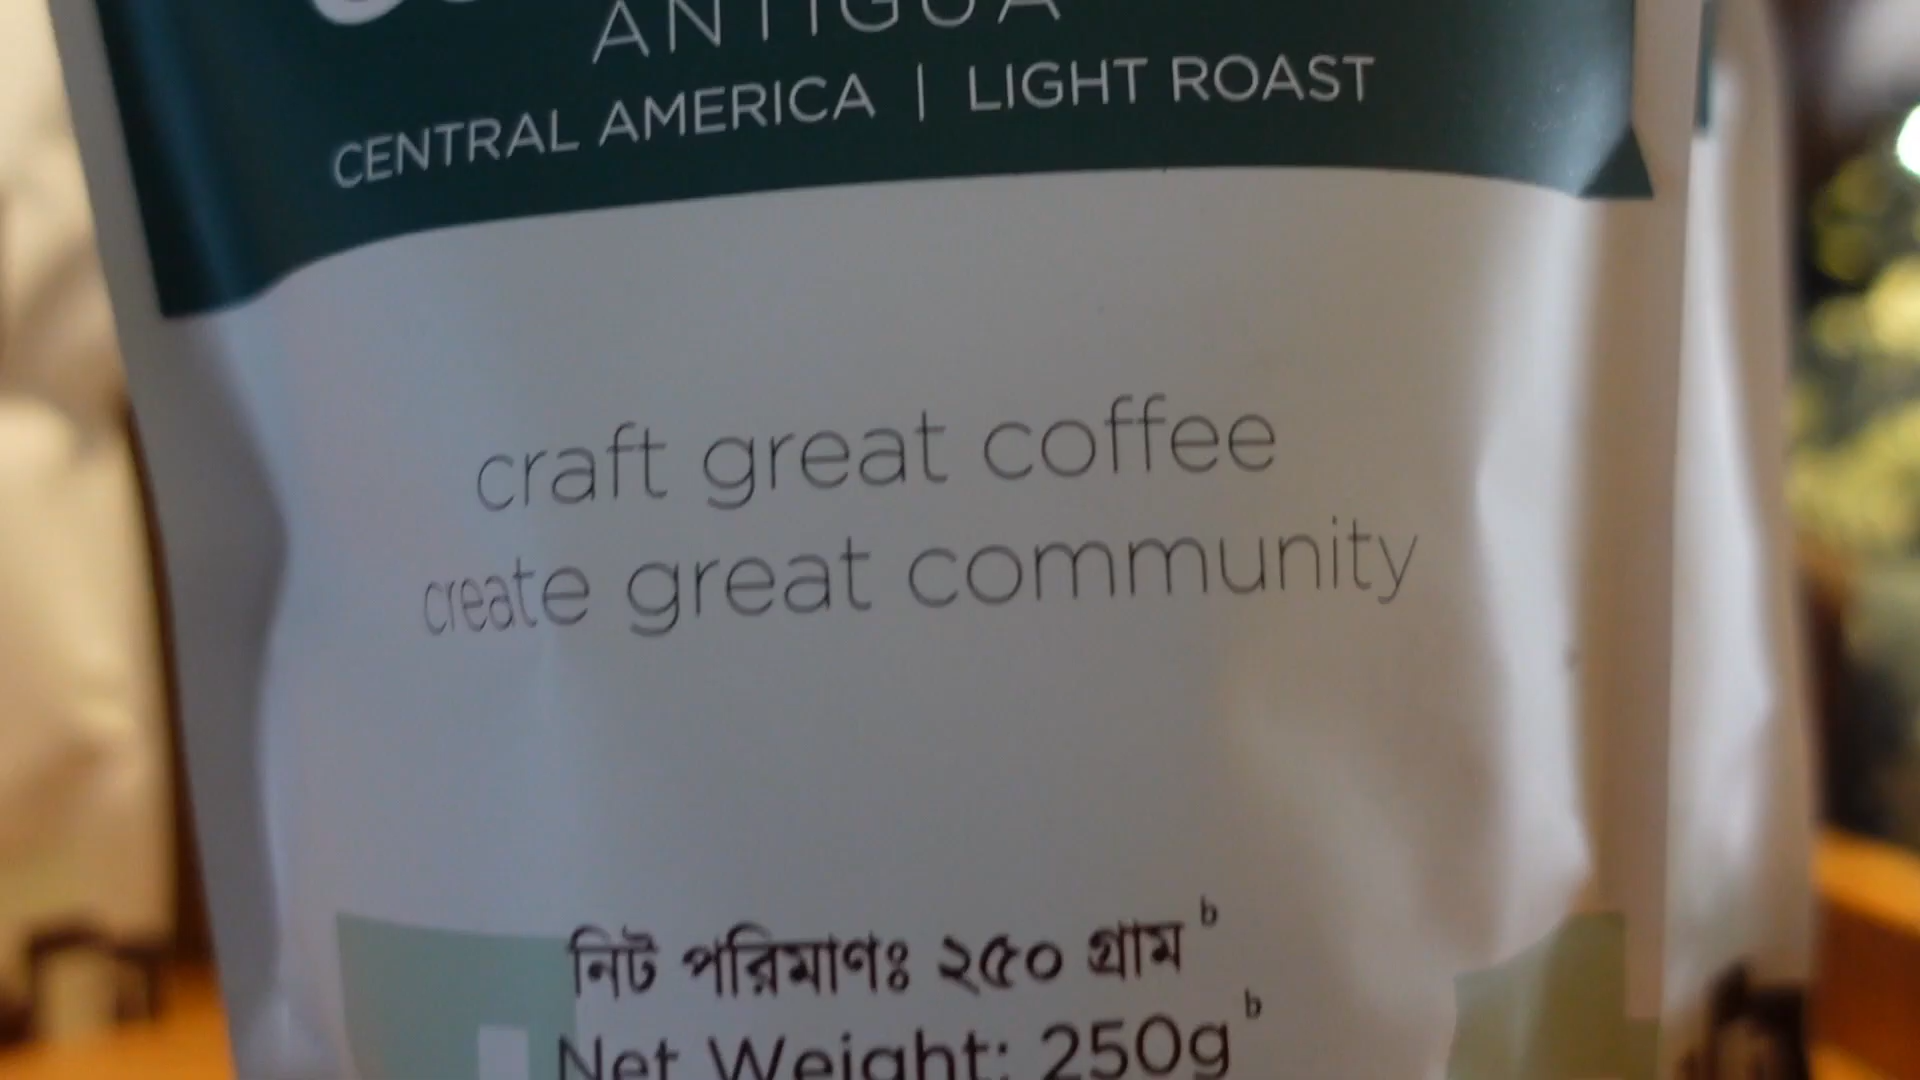 ANTIGUA
CENTRAL AMERICA | LIGHT ROAST
craft great coffee
create great community
নিট পরিমাণঃ ২৫০ গ্রাম b
Net Weight: 250g b